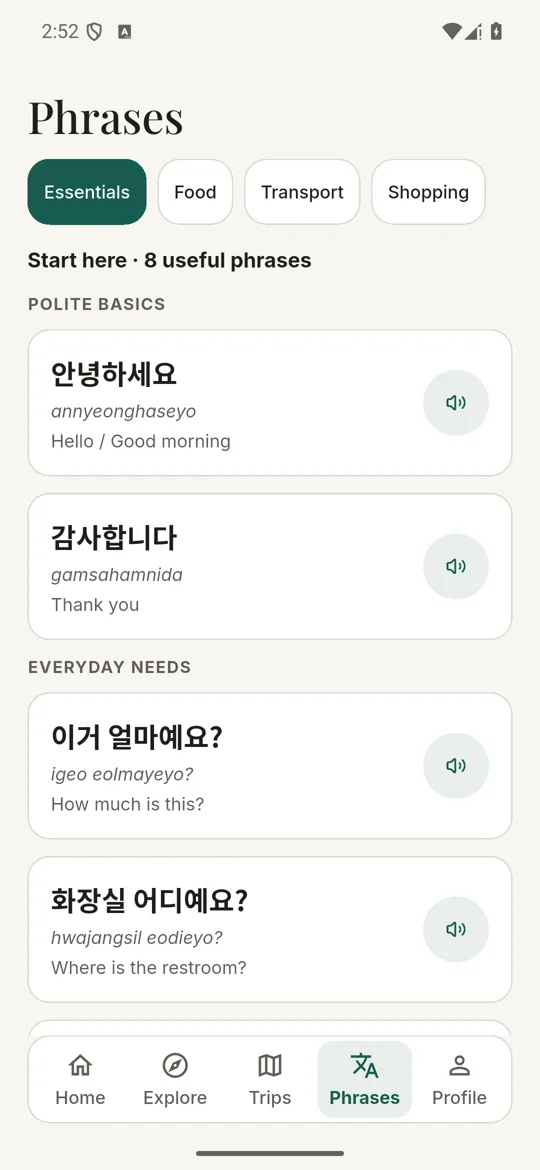 2:52
A
Phrases
Essentials Food Transport Shopping
Start here · 8 useful phrases
POLITE BASICS
안녕하세요
annyeonghaseyo
Hello / Good morning
감사합니다
gamsahamnida
Thank you
EVERYDAY NEEDS
이거 얼마예요?
igeo eolmayeyo?
How much is this?
화장실 어디예요?
hwajangsil eodieyo?
Where is the restroom?
Home Explore Trips Phrases Profile